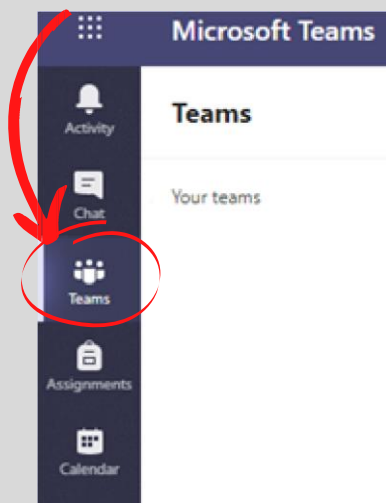 Microsoft Teams
Activity
Teams
Chat
Your teams
Teams
Assignments
Calendar